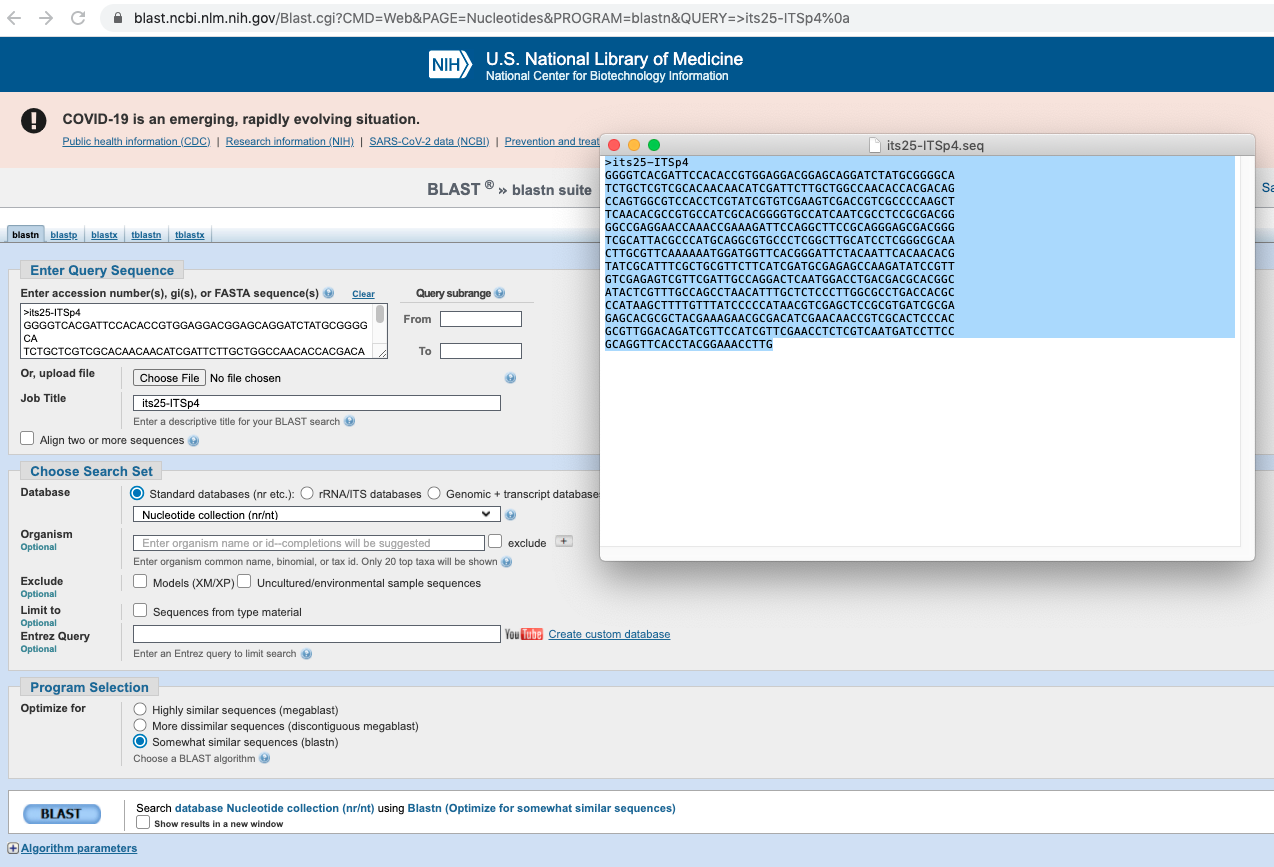 blast.ncbi.nlm.nih.gov/Blast.cgi?CMD=Web&PAGE=Nucleotides&PROGRAM=blastn&QUERY=>its25-ITSp4%0a
NIH
U.S. National Library of Medicine
National Center for Biotechnology Information
COVID-19 is an emerging, rapidly evolving situation.
Public health information (CDC) | Research information (NIH) | SARS-CoV-2 data (NCBI) | Prevention and treat
BLAST ® » blastn suite
Sa
its25-ITSp4.seq
>its25-ITSp4
GGGGTCACGATTCCACACCGTGGAGGACGGAGCAGGATCTATGCGGGGCA
TCTGCTCGTCGCACAACAACATCGATTCTTGCTGGCCAACACCACGACAG
CCAGTGGCGTCCACCTCGTATCGTGTCGAAGTCGACCGTCGCCCCAAGCT
TCAACACGCCGTGCCATCGCACGGGGTGCCATCAATCGCCTCCGCGACGG
GGCCGAGGAACCAAACCGAAAGATTCCAGGCTTCCGCAGGGAGCGACGGG
TCGCATTACGCCCATGCAGGCGTGCCCTCGGCTTGCATCCTCGGGCGCAA
CTTGCGTTCAAAAAATGGATGGTTCACGGGATTCTACAATTCACAACACG
TATCGCATTTCGCTGCGTTCTTCATCGATGCGAGAGCCAAGATATCCGTT
GTCGAGAGTCGTTCGATTGCCAGGACTCAATGGACCTGACGACGCACGGC
ATACTCGTTTGCCAGCCTAACATTTGCTCTCCCTTGGCGCCTGACCACGC
CCATAAGCTTTTGTTTATCCCCCATAACGTCGAGCTCCGCGTGATCGCGA
GAGCACGCGCTACGAAAGAACGCGACATCGAACAACCGTCGCACTCCCAC
GCGTTGGACAGATCGTTCCATCGTTCGAACCTCTCGTCAATGATCCTTCC
GCAGGTTCACCTACGGAAACCTTG
blastn blastp blastx tblastn tblastx
Enter Query Sequence
Enter accession number(s), gi(s), or FASTA sequence(s) Clear Query subrange
>its25-ITSp4
GGGGTCACGATTCCACACCGTGGAGGACGGAGCAGGATCTATGCGGGG
CA
TCTGCTCGTCGCACAACAACATCGATTCTTGCTGGCCAACACCACGACA
From
To
Or, upload file Choose File No file chosen
Job Title its25-ITSp4
Enter a descriptive title for your BLAST search
Align two or more sequences
Choose Search Set
Database Standard databases (nr etc.): rRNA/ITS databases Genomic + transcript databases
Nucleotide collection (nr/nt)
Organism
Optional
Enter organism name or id--completions will be suggested exclude +
Enter organism common name, binomial, or tax id. Only 20 top taxa will be shown
Exclude
Optional
Models (XM/XP) Uncultured/environmental sample sequences
Limit to
Optional
Sequences from type material
Entrez Query
Optional
YouTube Create custom database
Enter an Entrez query to limit search
Program Selection
Optimize for
Highly similar sequences (megablast)
More dissimilar sequences (discontiguous megablast)
Somewhat similar sequences (blastn)
Choose a BLAST algorithm
BLAST
Search database Nucleotide collection (nr/nt) using Blastn (Optimize for somewhat similar sequences)
Show results in a new window
Algorithm parameters